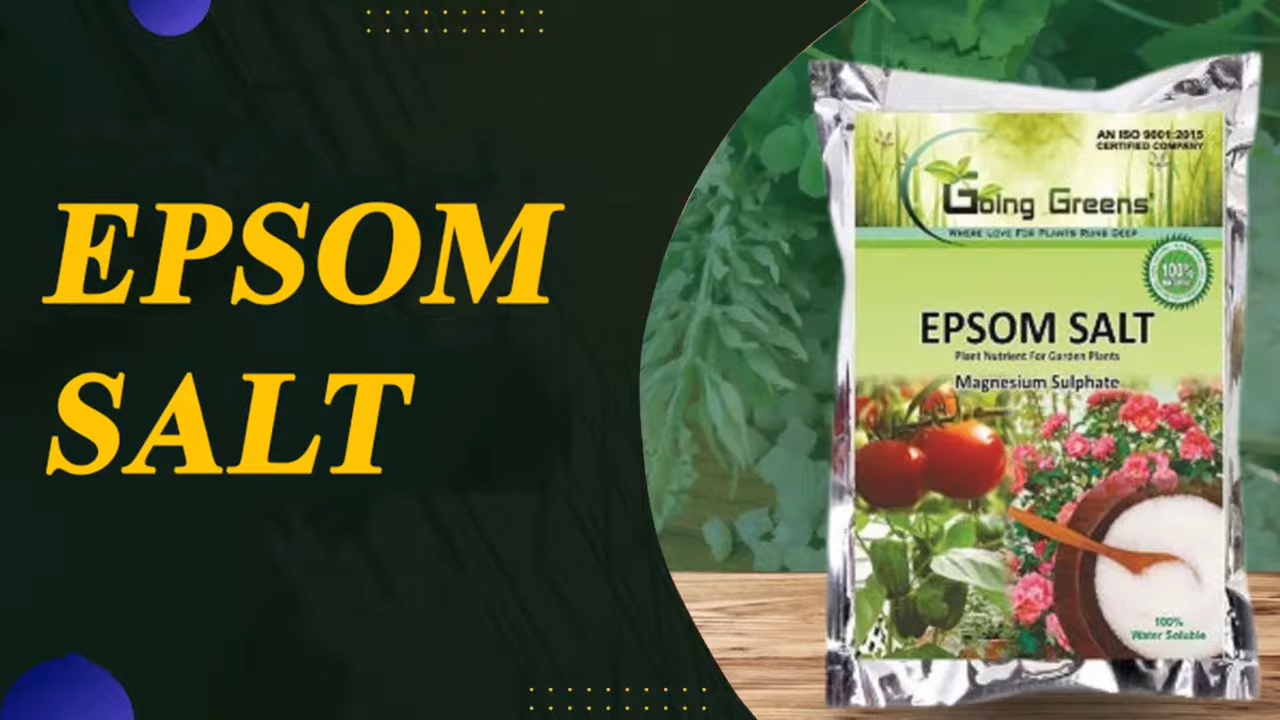 EPSOM
SALT
AN ISO 9001:2015
CERTIFIED COMPANY
Going Greens
WHERE LOVE FOR PLANTS RUNS DEEP
100%
EPSOM SALT
Plant Nutrient For Garden Plants
Magnesium Sulphate
100%
Water Soluble